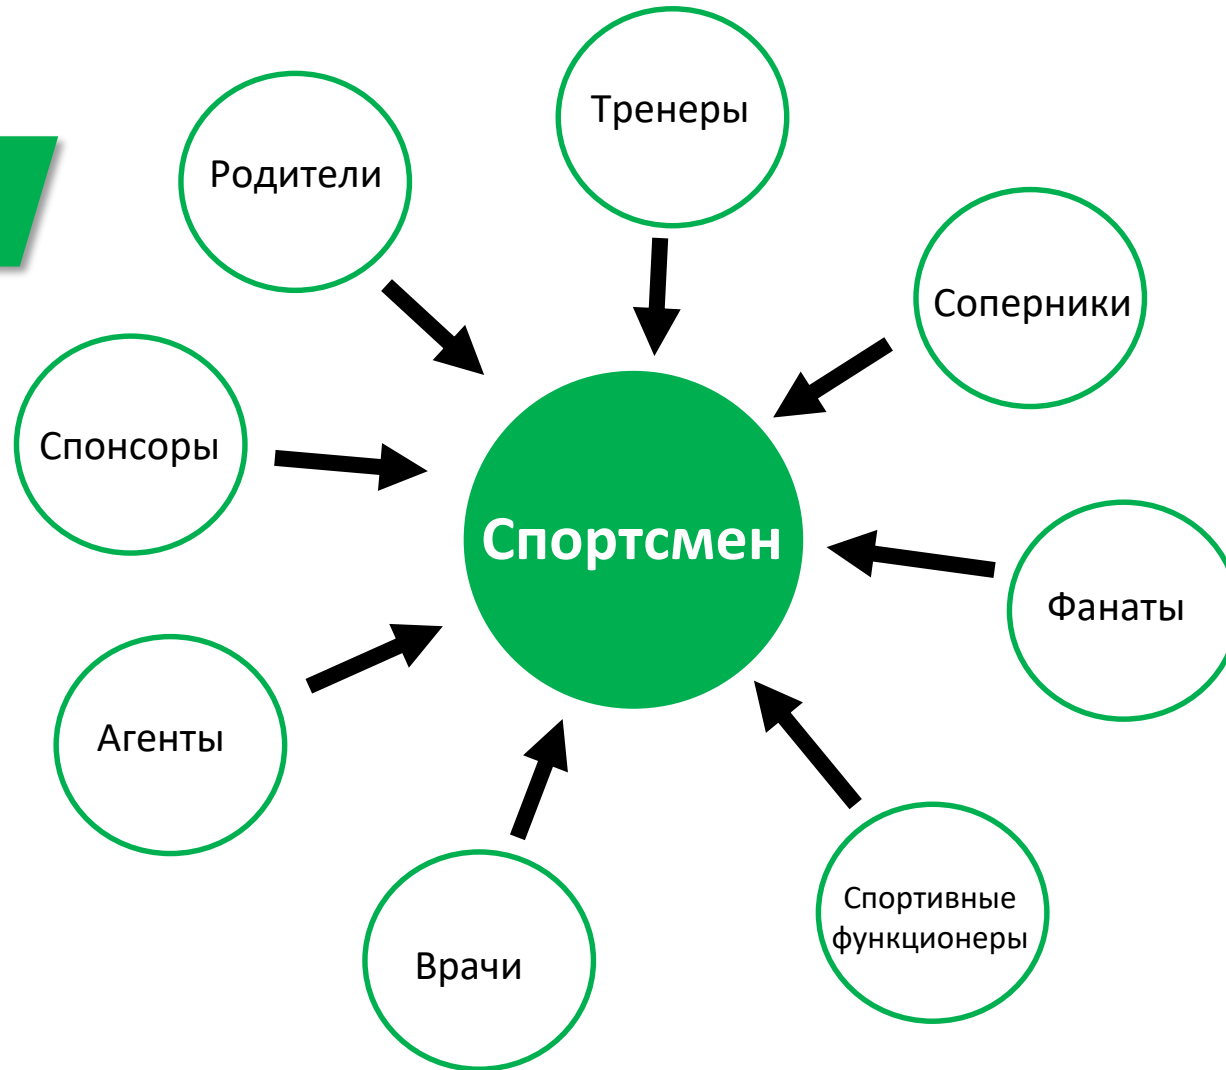 Тренеры
Родители
Соперники
Спонсоры
Спортсмен
Фанаты
Агенты
Спортивные
функционеры
Врачи